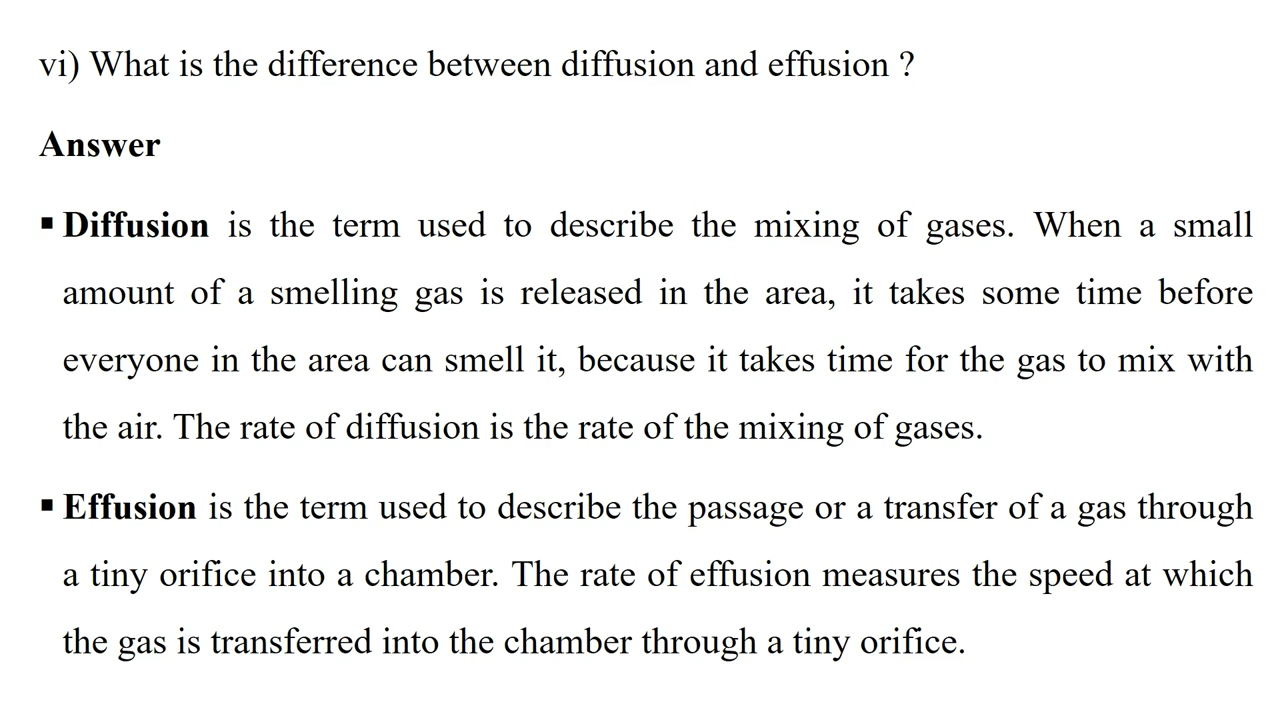 vi) What is the difference between diffusion and effusion ?
Answer
▪ Diffusion is the term used to describe the mixing of gases. When a small
amount of a smelling gas is released in the area, it takes some time before
everyone in the area can smell it, because it takes time for the gas to mix with
the air. The rate of diffusion is the rate of the mixing of gases.
▪ Effusion is the term used to describe the passage or a transfer of a gas through
a tiny orifice into a chamber. The rate of effusion measures the speed at which
the gas is transferred into the chamber through a tiny orifice.